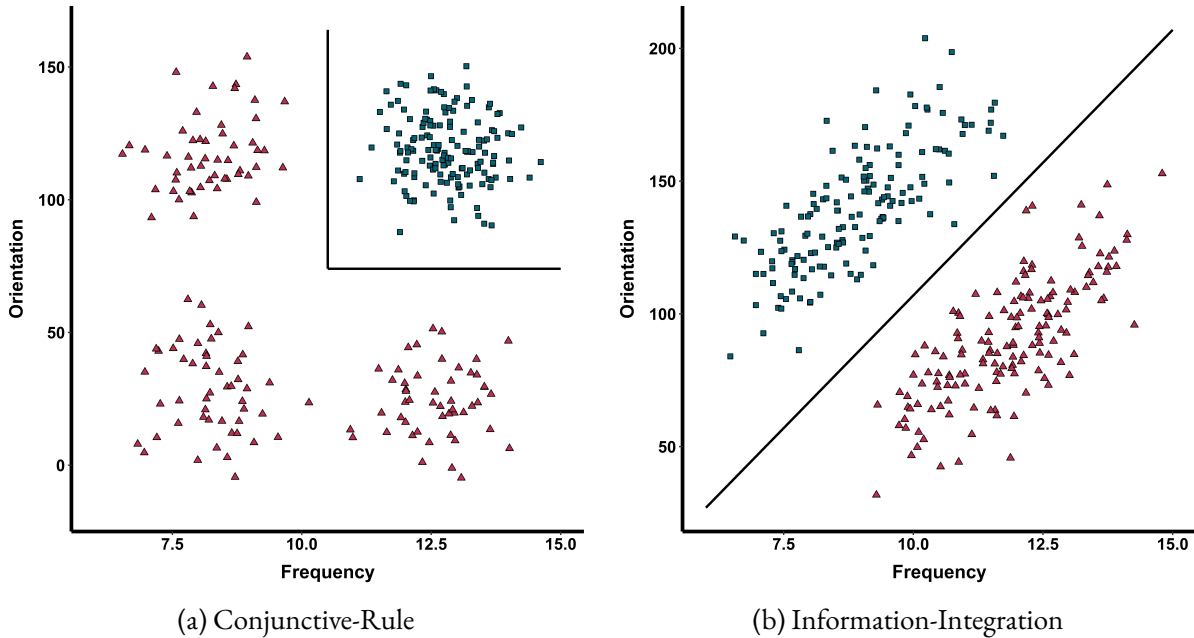 150
100
50
0
Orientation
7.5 10.0 12.5 15.0
Frequency
(a) Conjunctive-Rule
200
150
100
50
Orientation
7.5 10.0 12.5 15.0
Frequency
(b) Information-Integration